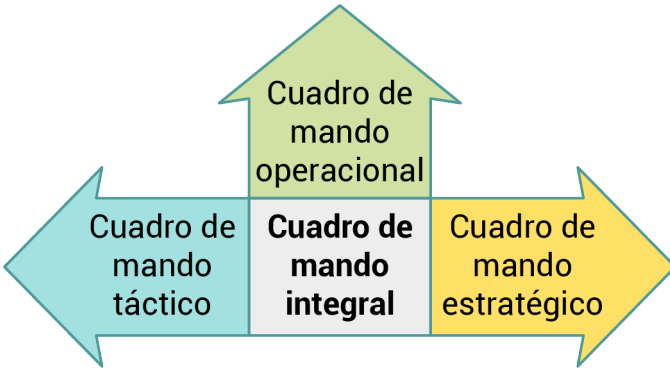 Cuadro de
mando
operacional
Cuadro de
mando
táctico
Cuadro de
mando
integral
Cuadro de
mando
estratégico